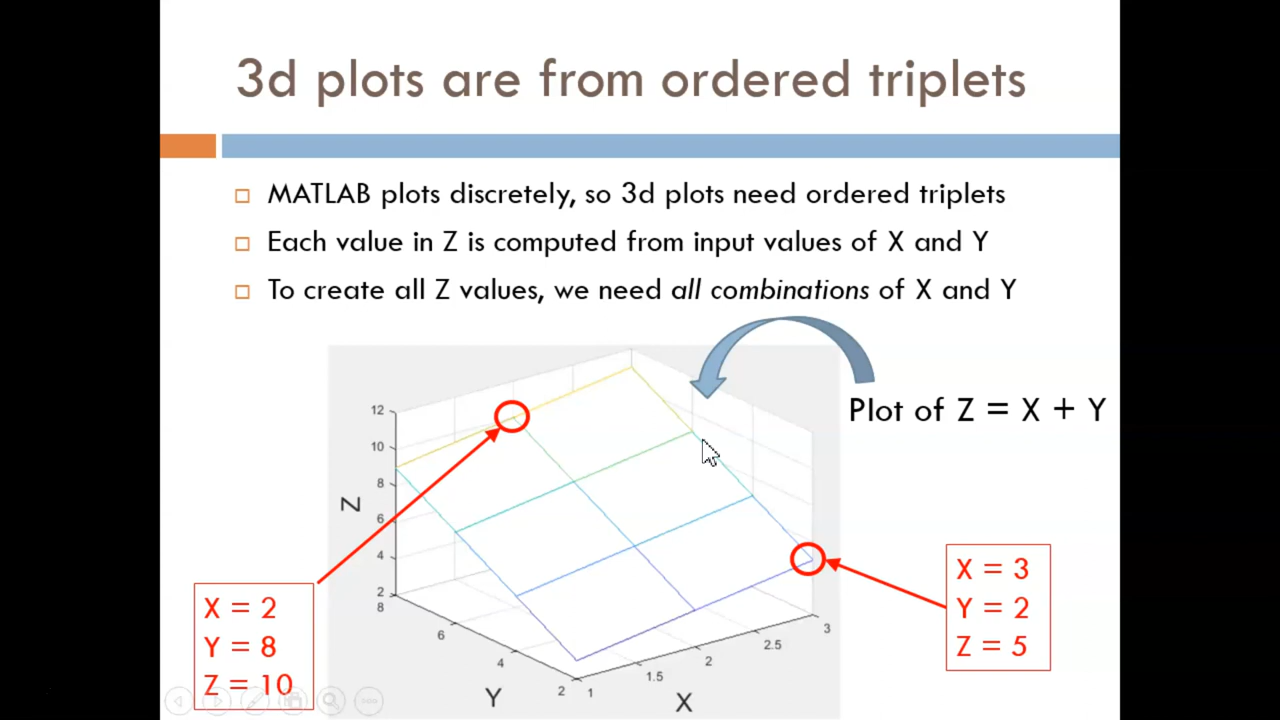 3d plots are from ordered triplets
MATLAB plots discretely, so 3d plots need ordered triplets
Each value in Z is computed from input values of X and Y
To create all Z values, we need all combinations of X and Y
Plot of Z = X + Y
12
10
8
6
4
2
Z
8
6
4
2
Y
1
1.5
2
2.5
3
X
X = 2
Y = 8
Z = 10
X = 3
Y = 2
Z = 5